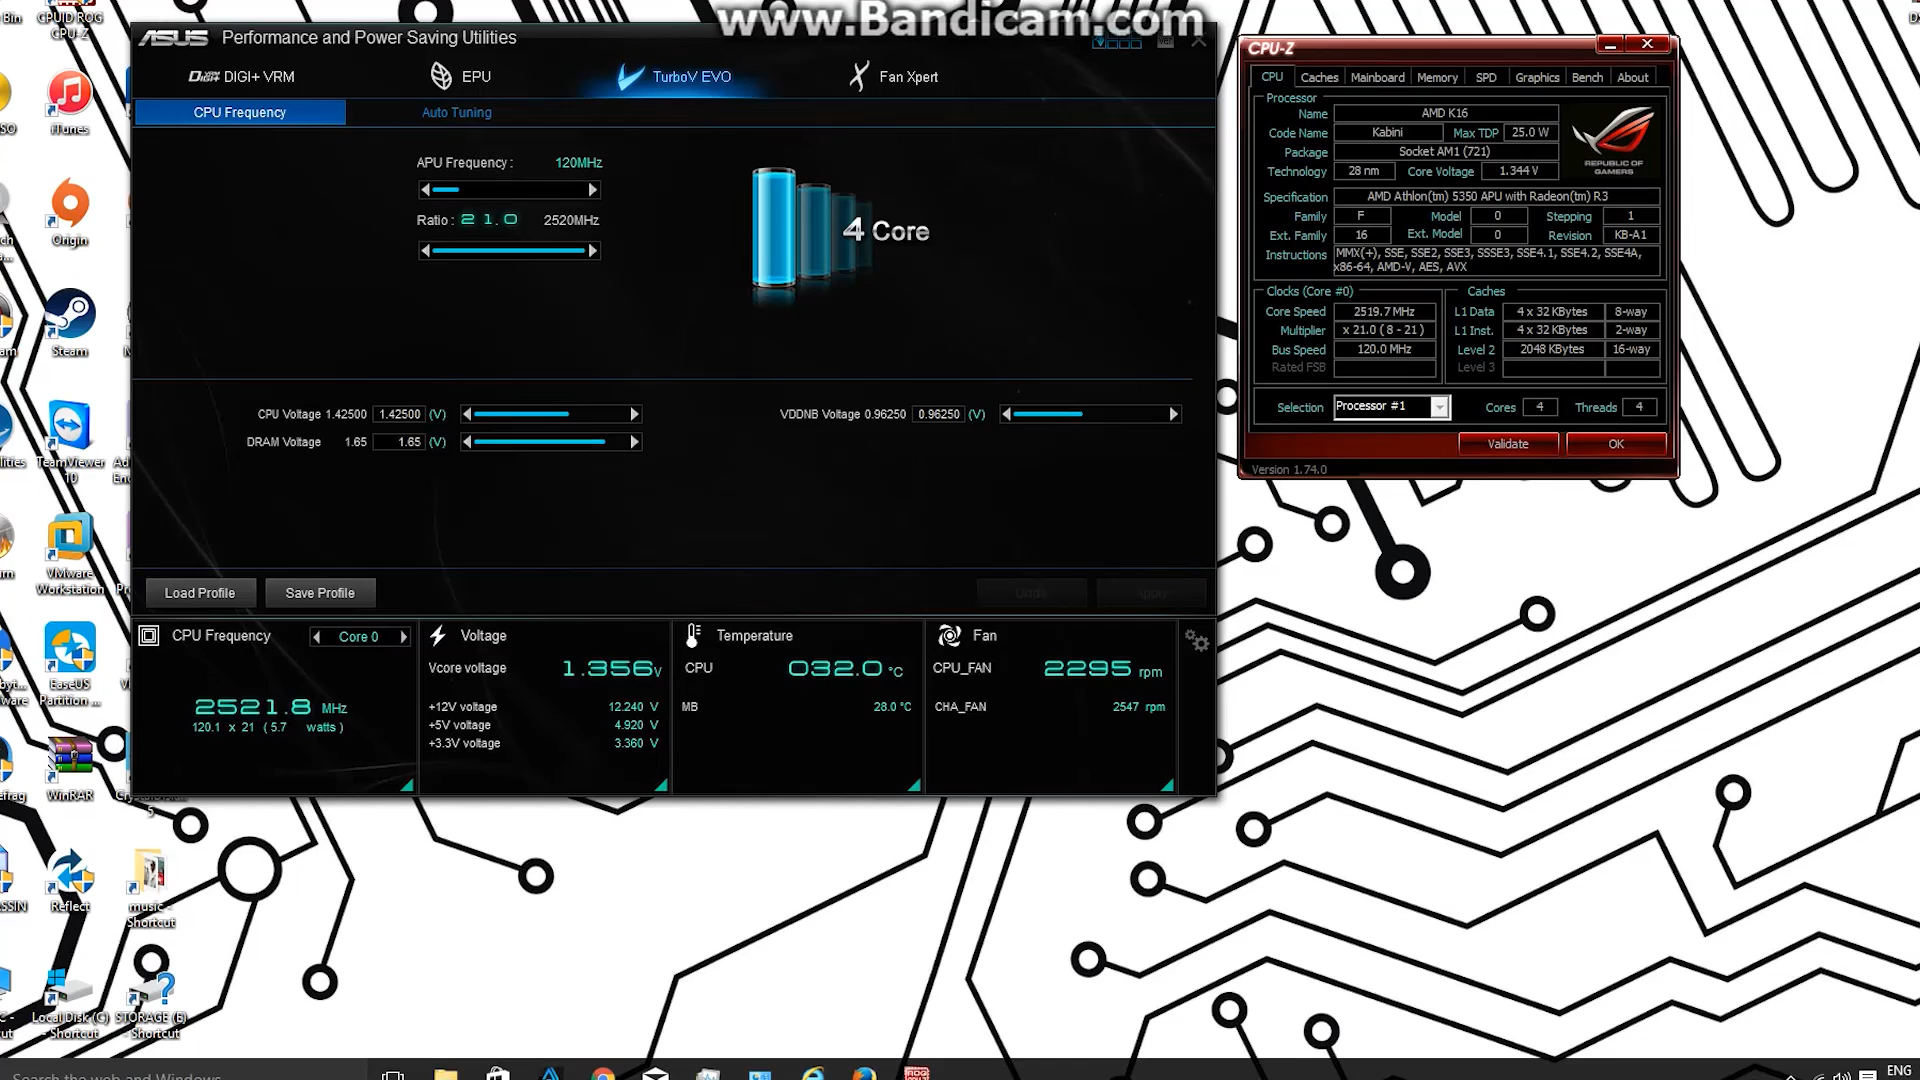 www.Bandicam.com
Bin
CPUID ROG
CPU-Z
iTunes
Origin
Steam
TeamViewer
10
VMware
Workstation
EaseUS
Partition ...
WinRAR
5
Reflect
music -
Shortcut
Local Disk (C)
- Shortcut
STORAGE (E)
- Shortcut
ASUS Performance and Power Saving Utilities
DIGI+ VRM
EPU
TurboV EVO
Fan Xpert
CPU Frequency
Auto Tuning
APU Frequency : 120MHz
Ratio : 21.0 2520MHz
4 Core
CPU Voltage 1.42500 1.42500 (V)
VDDNB Voltage 0.96250 0.96250 (V)
DRAM Voltage 1.65 1.65 (V)
Load Profile
Save Profile
Undo
Apply
CPU Frequency
Core 0
2521.8 MHz
120.1 x 21 ( 5.7 watts )
Voltage
Vcore voltage 1.356 V
+12V voltage 12.240 V
+5V voltage 4.920 V
+3.3V voltage 3.360 V
Temperature
CPU 032.0 °C
MB 28.0 °C
Fan
CPU_FAN 2295 rpm
CHA_FAN 2547 rpm
CPU-Z
CPU Caches Mainboard Memory SPD Graphics Bench About
Processor
Name AMD K16
Code Name Kabini Max TDP 25.0 W
Package Socket AM1 (721)
Technology 28 nm Core Voltage 1.344 V
REPUBLIC OF
GAMERS
Specification AMD Athlon(tm) 5350 APU with Radeon(tm) R3
Family F Model 0 Stepping 1
Ext. Family 16 Ext. Model 0 Revision KB-A1
Instructions MMX(+), SSE, SSE2, SSE3, SSSE3, SSE4.1, SSE4.2, SSE4A,
x86-64, AMD-V, AES, AVX
Clocks (Core #0)
Core Speed 2519.7 MHz
Multiplier x 21.0 ( 8 - 21 )
Bus Speed 120.0 MHz
Rated FSB
Caches
L1 Data 4 x 32 KBytes 8-way
L1 Inst. 4 x 32 KBytes 2-way
Level 2 2048 KBytes 16-way
Level 3
Selection Processor #1 Cores 4 Threads 4
Validate
OK
Version 1.74.0
Search the web and Windows
ENG